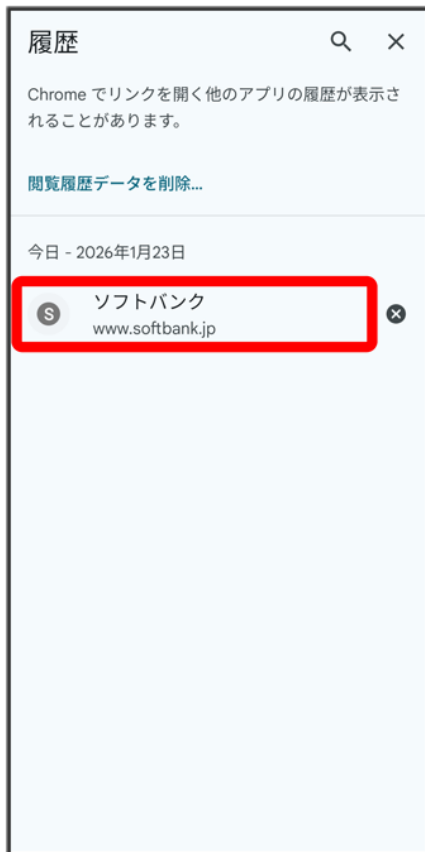 履歴
Chrome でリンクを開く他のアプリの履歴が表示さ
れることがあります。
閲覧履歴データを削除...
今日 - 2026年1月23日
S
ソフトバンク
www.softbank.jp